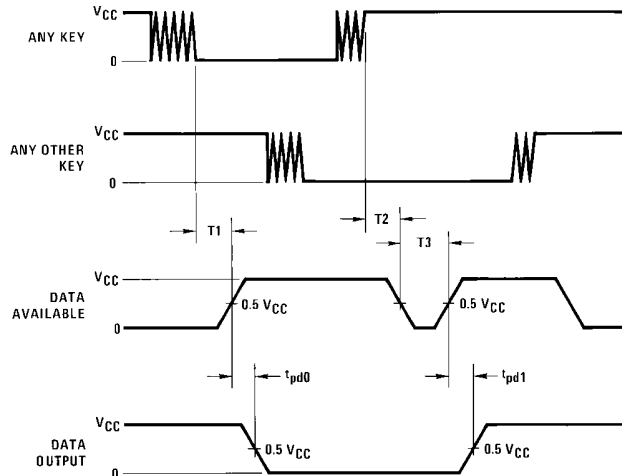 VCC
ANY KEY
0
VCC
ANY OTHER
KEY
0
T1
T2
T3
VCC
DATA
AVAILABLE
0.5 VCC
0.5 VCC
0
tpd0
tpd1
VCC
DATA
OUTPUT
0.5 VCC
0.5 VCC
0